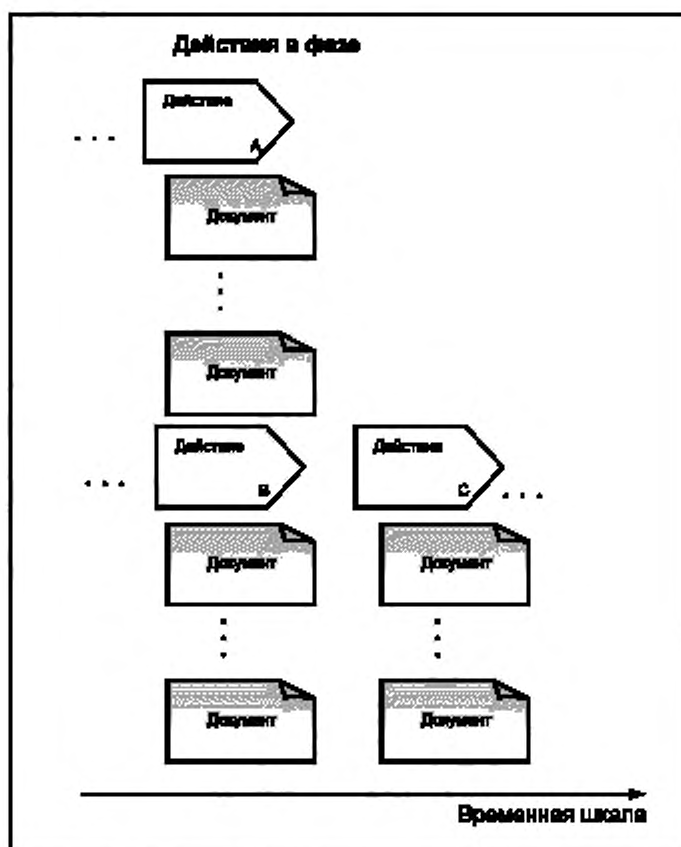 Действия в фазе
Действие
A
. . .
Документ
Документ
Действие
B
. . .
Действие
C
. . .
Документ
Документ
Документ
Документ
Временная шкала